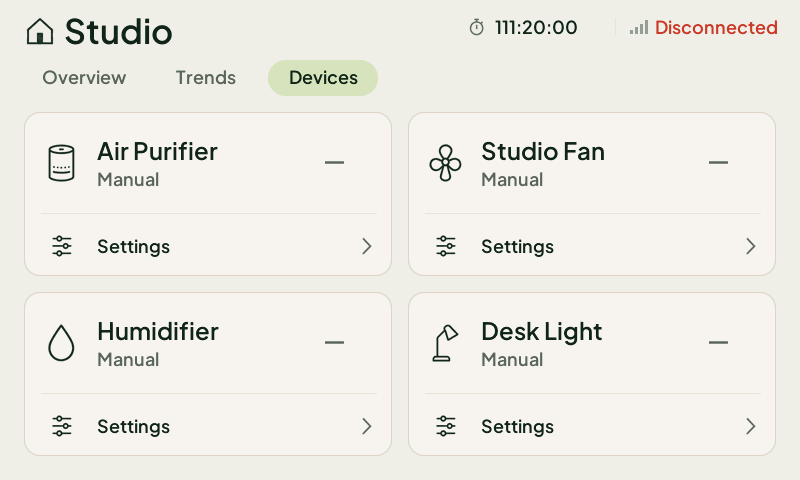 Studio
111:20:00
Disconnected
Overview
Trends
Devices
Air Purifier
Manual
—
Settings
Studio Fan
Manual
—
Settings
Humidifier
Manual
—
Settings
Desk Light
Manual
—
Settings